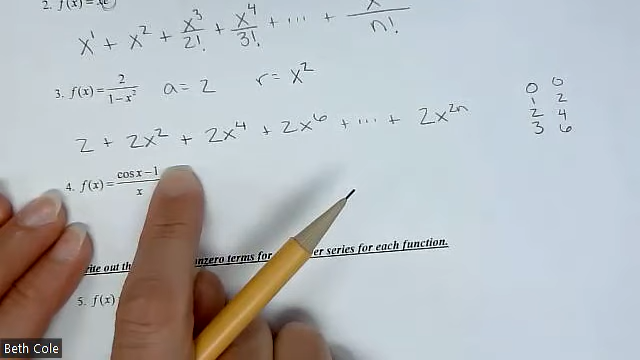 2. f(x) = xe
x¹ + x² + x³/2! + x⁴/3! + ... + x/n!
3. f(x) = 2/(1-x²) a = 2 r = x²
0 0
1 2
2 4
3 6
2 + 2x² + 2x⁴ + 2x⁶ + ... + 2x²ⁿ
4. f(x) = (cos x - 1)/x
rite out th nonzero terms for er series for each function.
5. f(x)
Beth Cole